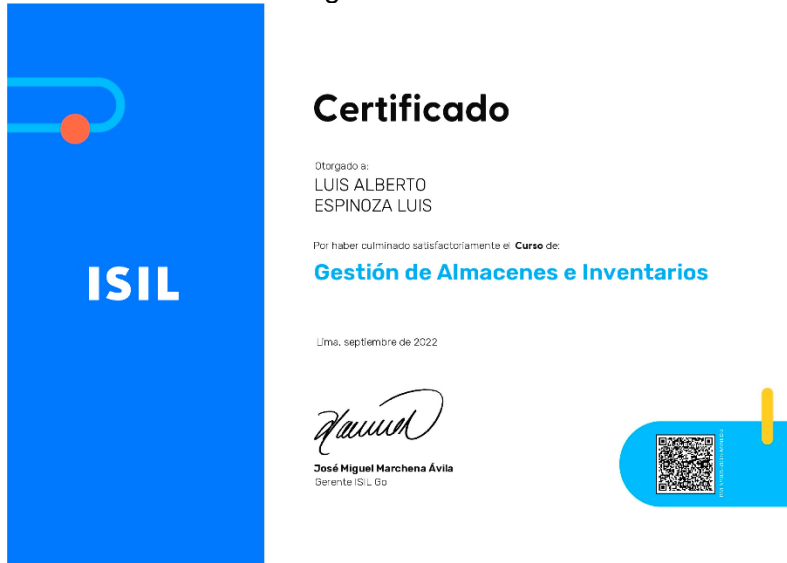 Certificado
Otorgado a:
LUIS ALBERTO
ESPINOZA LUIS
Por haber culminado satisfactoriamente el Curso de:
Gestión de Almacenes e Inventarios
ISIL
Lima, septiembre de 2022
José Miguel Marchena Ávila
Gerente ISIL Go